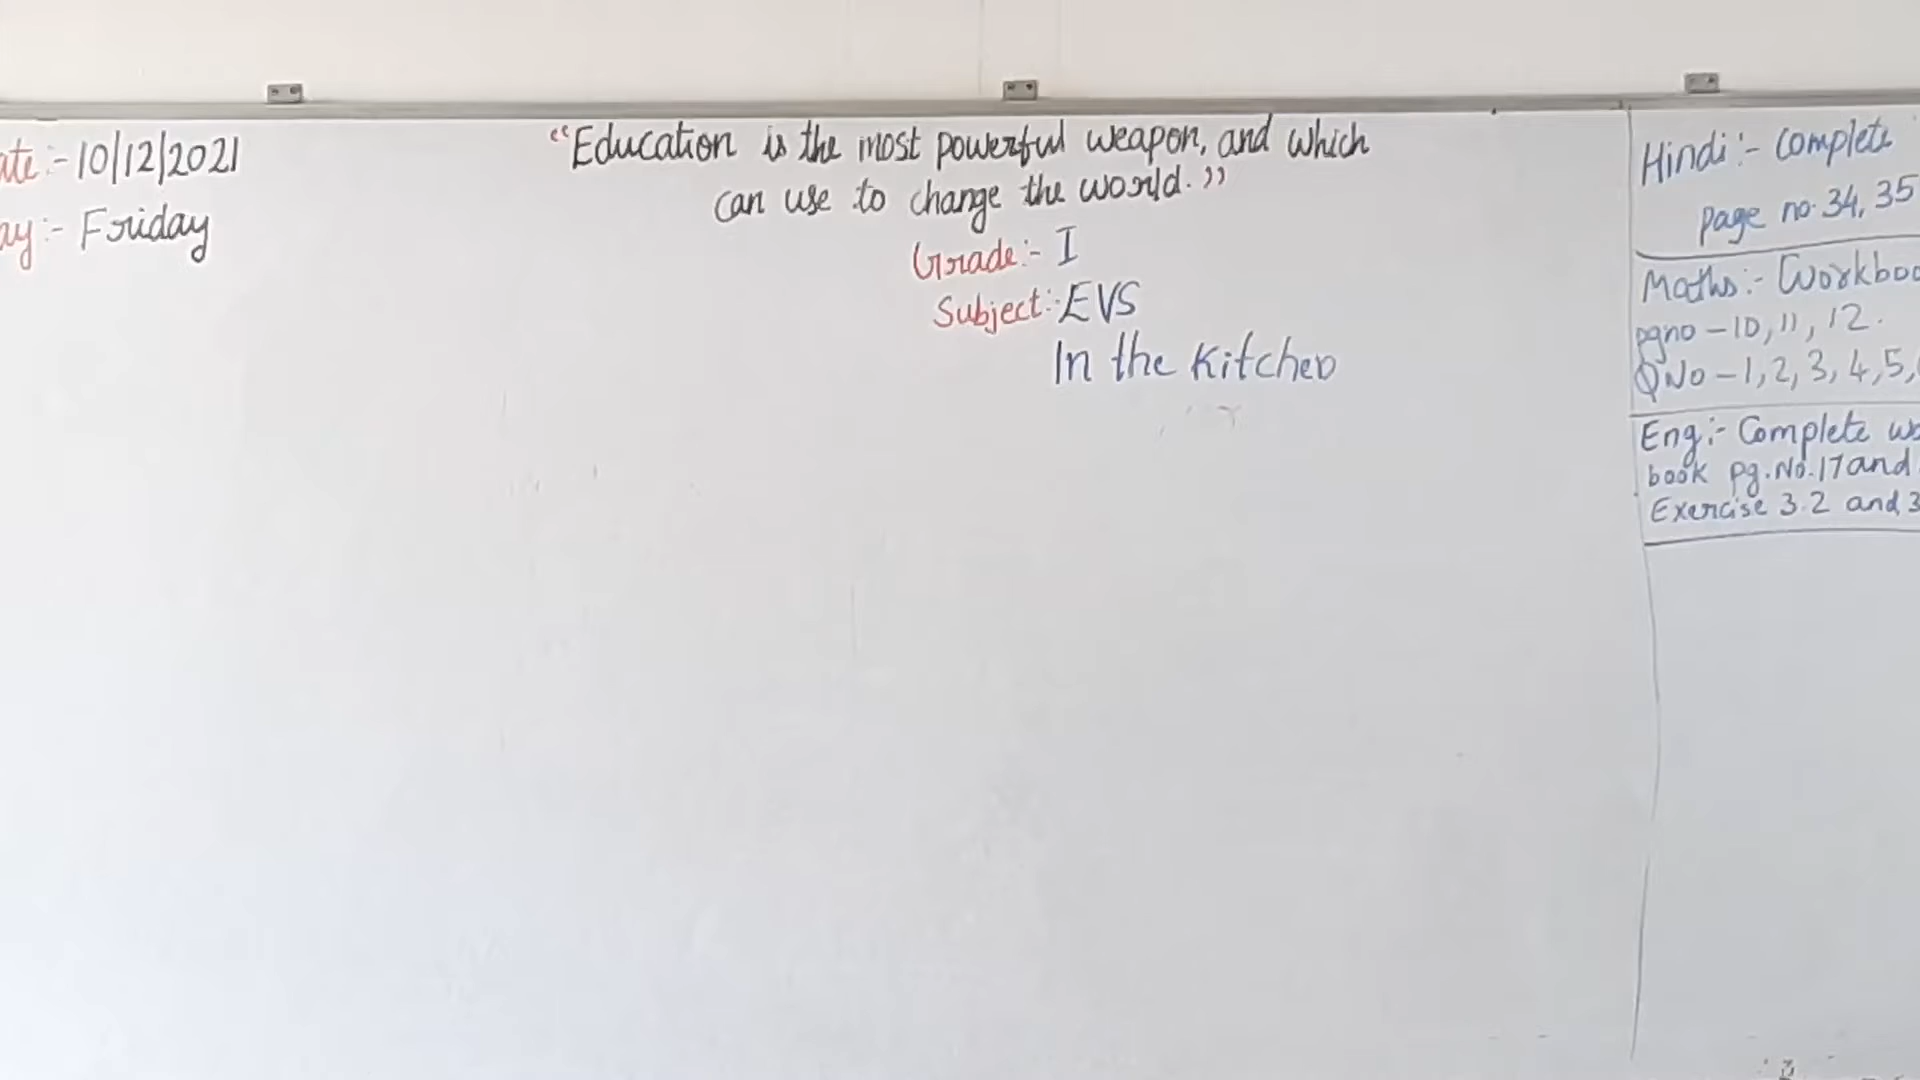 ate:- 10/12/2021
ay:- Friday
“Education is the most powerful weapon, and which
can use to change the world.”
Grade:- I
Subject:- EVS
In the Kitchen
Hindi:- Complete
page no. 34, 35
Maths:- Workboo
pgno - 10, 11, 12.
QNo - 1, 2, 3, 4, 5,
Eng:- Complete wo
book pg.No.17 and
Exercise 3.2 and 3